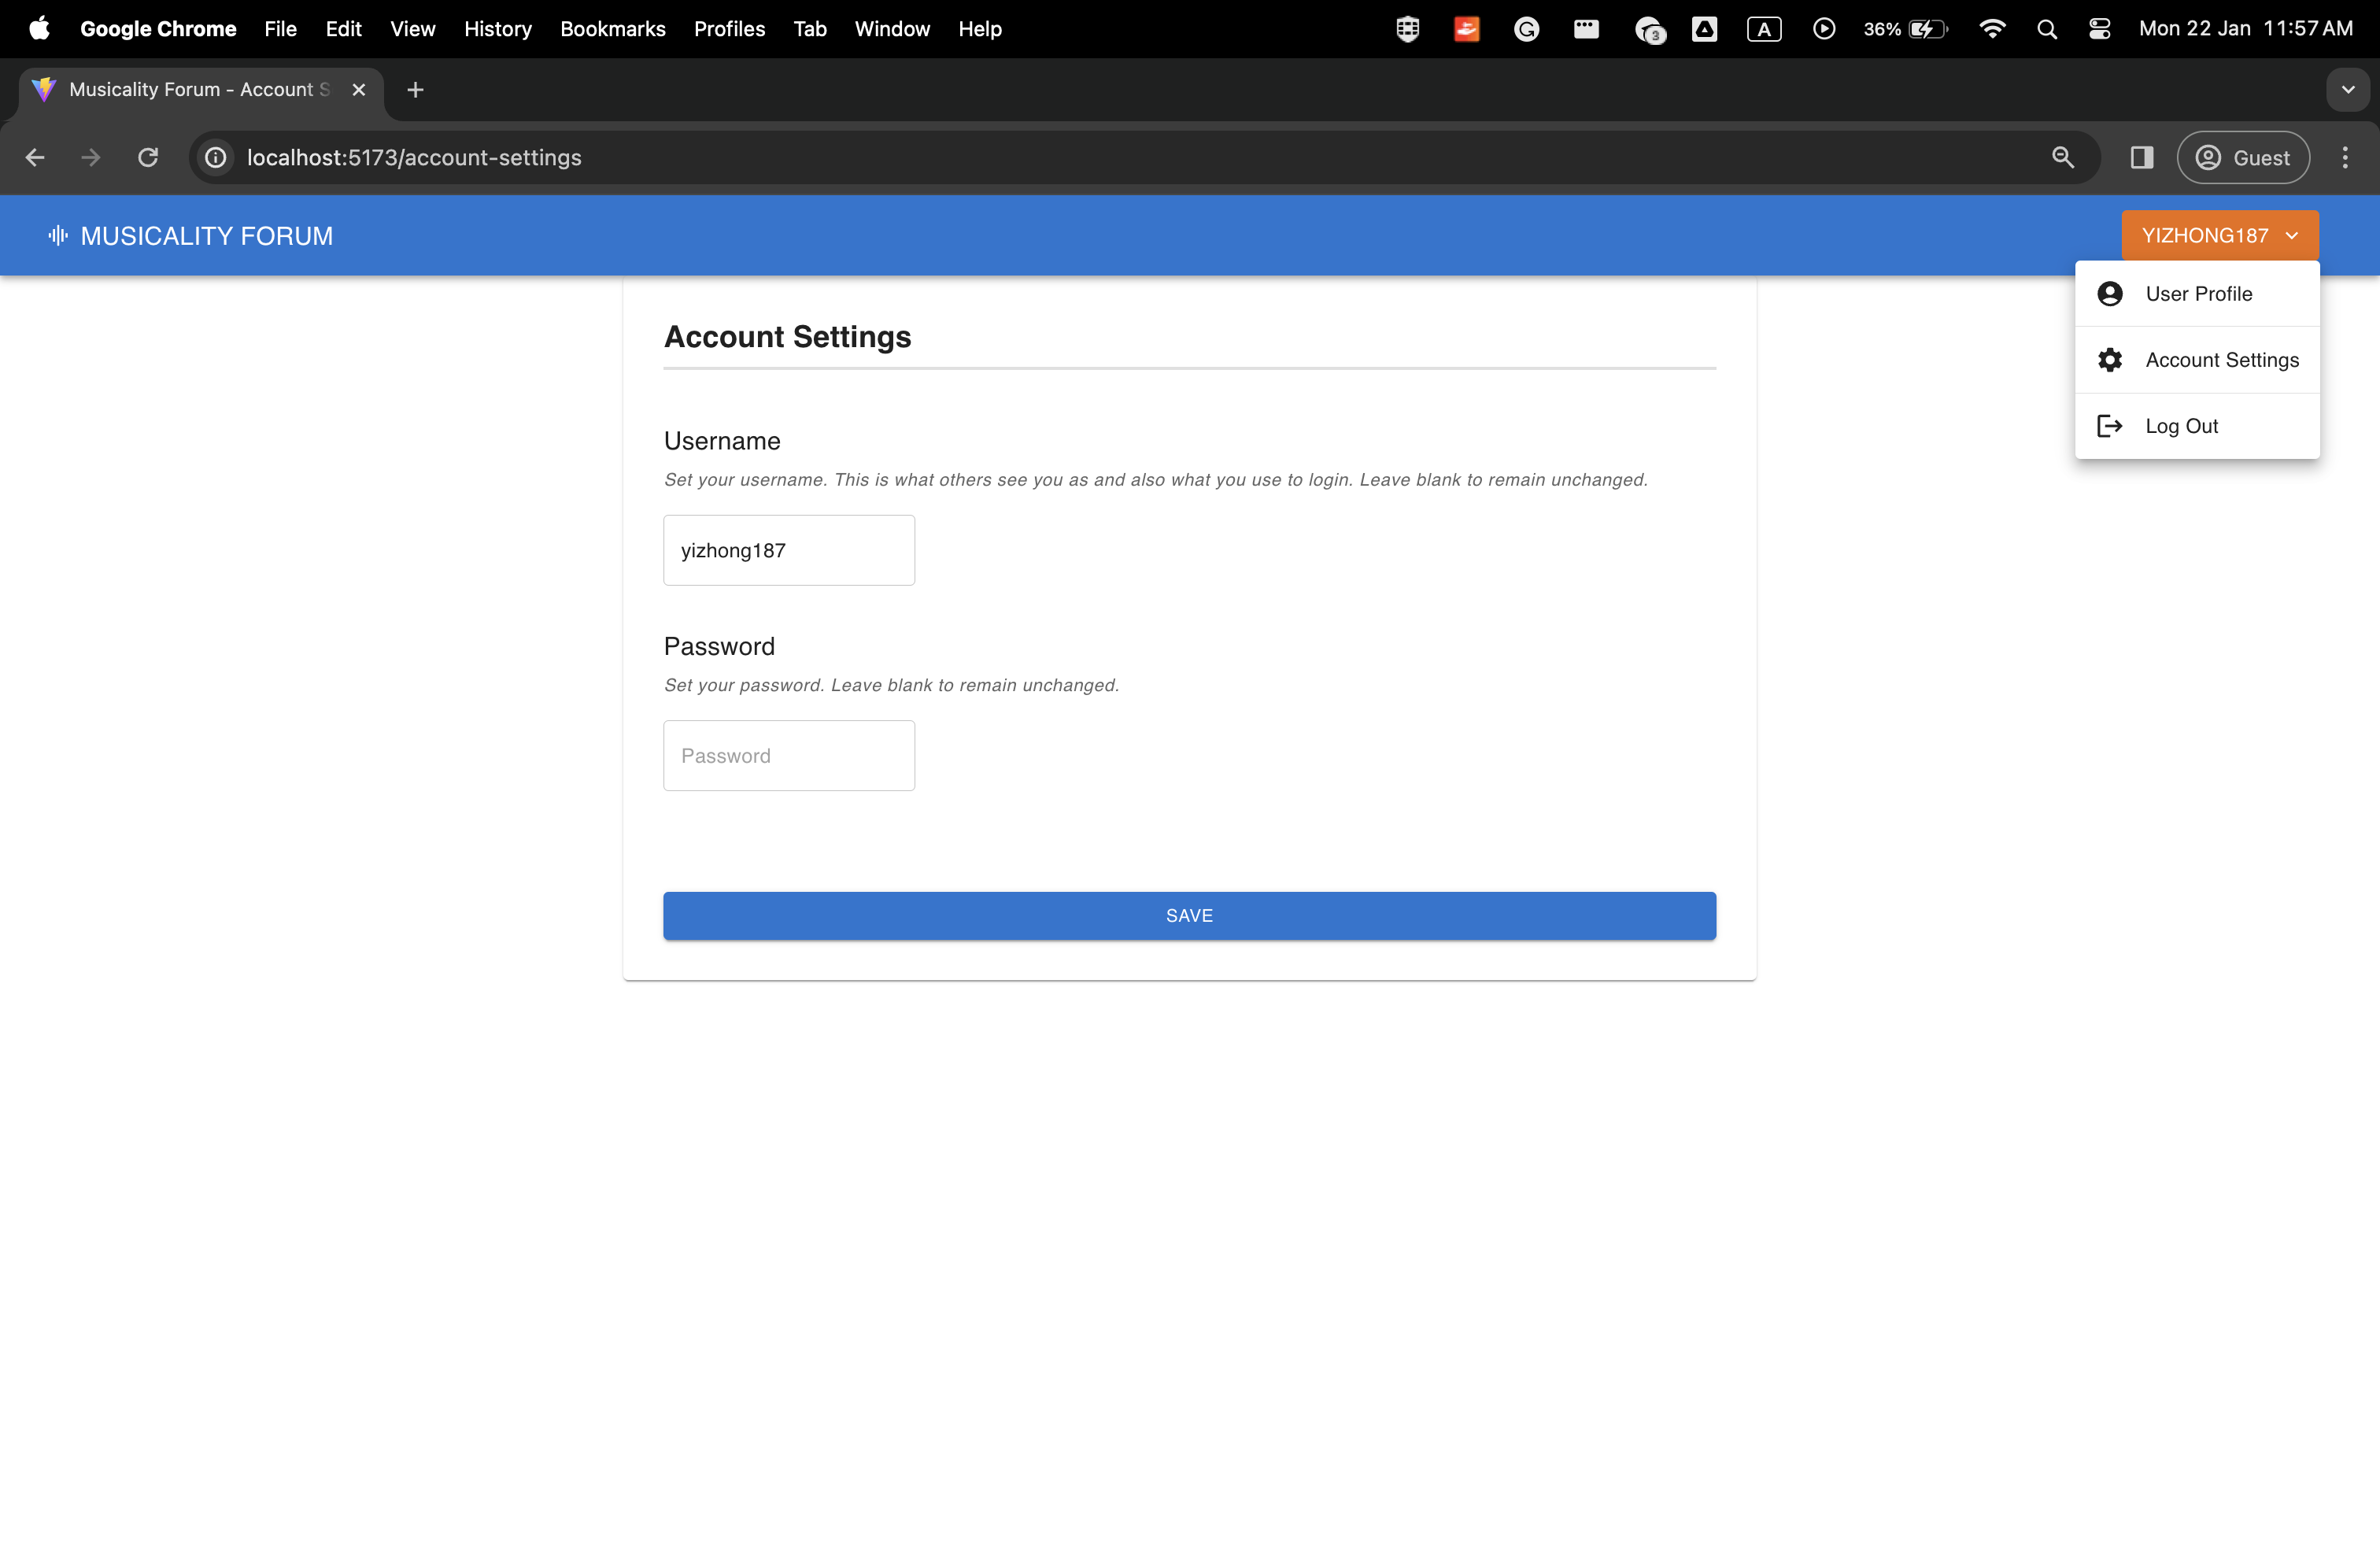 Google Chrome File Edit View History Bookmarks Profiles Tab Window Help 3 A 36% Mon 22 Jan 11:57 AM
Musicality Forum - Account S
localhost:5173/account-settings Guest
MUSICALITY FORUM YIZHONG187
User Profile
Account Settings
Log Out
Account Settings
Username
Set your username. This is what others see you as and also what you use to login. Leave blank to remain unchanged.
yizhong187
Password
Set your password. Leave blank to remain unchanged.
Password
SAVE